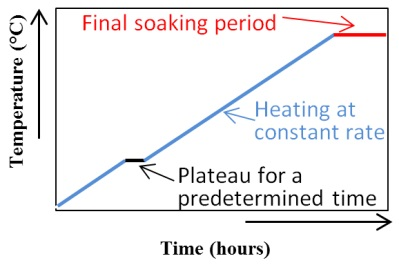 Temperature (°C)
Final soaking period
Heating at
constant rate
Plateau for a
predetermined time
Time (hours)